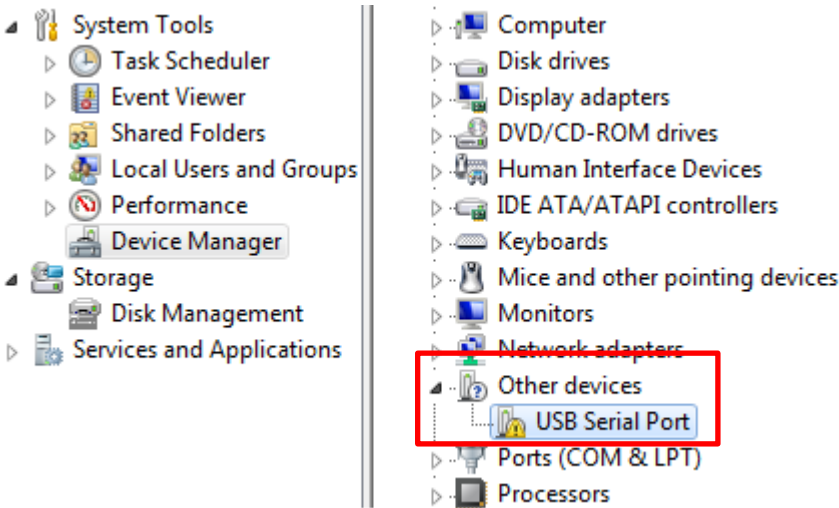 System Tools
Task Scheduler
Event Viewer
Shared Folders
Local Users and Groups
Performance
Device Manager
Storage
Disk Management
Services and Applications
Computer
Disk drives
Display adapters
DVD/CD-ROM drives
Human Interface Devices
IDE ATA/ATAPI controllers
Keyboards
Mice and other pointing devices
Monitors
Network adapters
Other devices
USB Serial Port
Ports (COM & LPT)
Processors